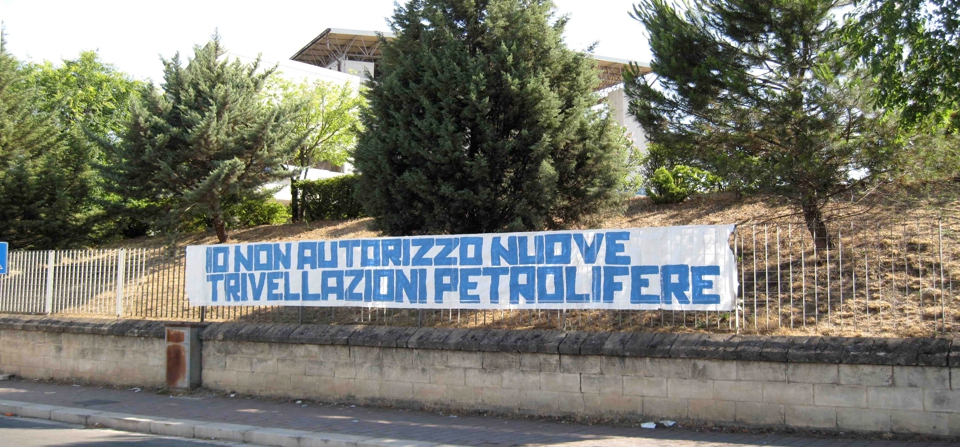 IO NON AUTORIZZO NUOVE
TRIVELLAZIONI PETROLIFERE